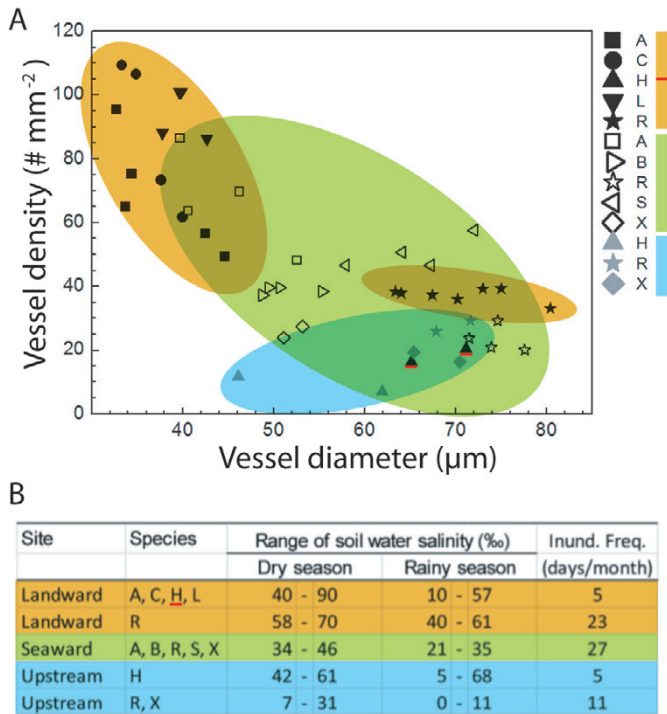 A
120
100
80
60
40
20
0
Vessel density (# mm⁻²)
40
50
60
70
80
Vessel diameter (µm)
A
C
H
L
R
A
B
R
S
X
H
R
X
B
Site Species Range of soil water salinity (‰) Inund. Freq.
Dry season Rainy season (days/month)
Landward A, C, H, L 40 - 90 10 - 57 5
Landward R 58 - 70 40 - 61 23
Seaward A, B, R, S, X 34 - 46 21 - 35 27
Upstream H 42 - 61 5 - 68 5
Upstream R, X 7 - 31 0 - 11 11